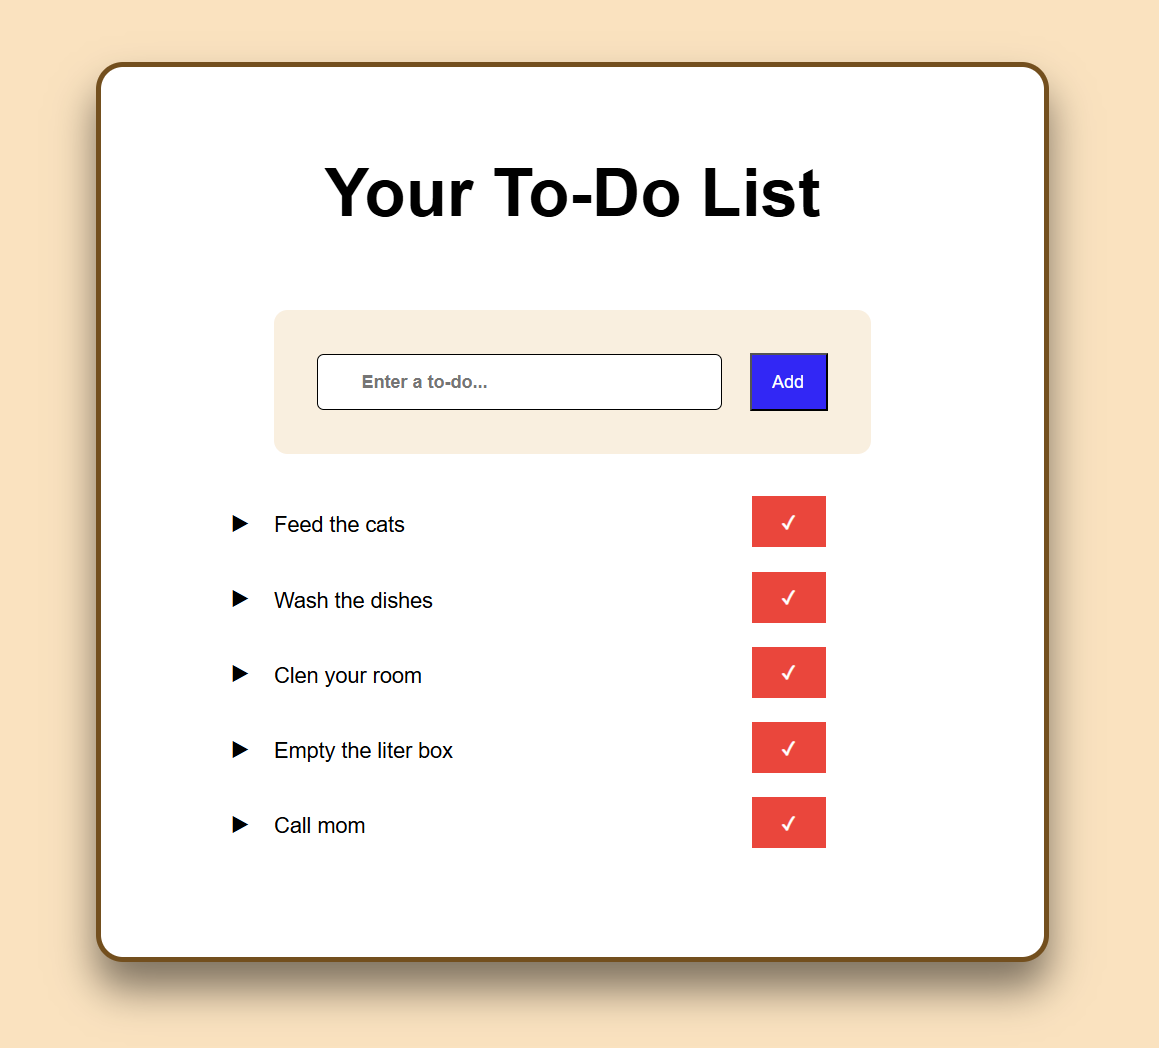 Your To-Do List
Enter a to-do...
Add
Feed the cats
Wash the dishes
Clen your room
Empty the liter box
Call mom